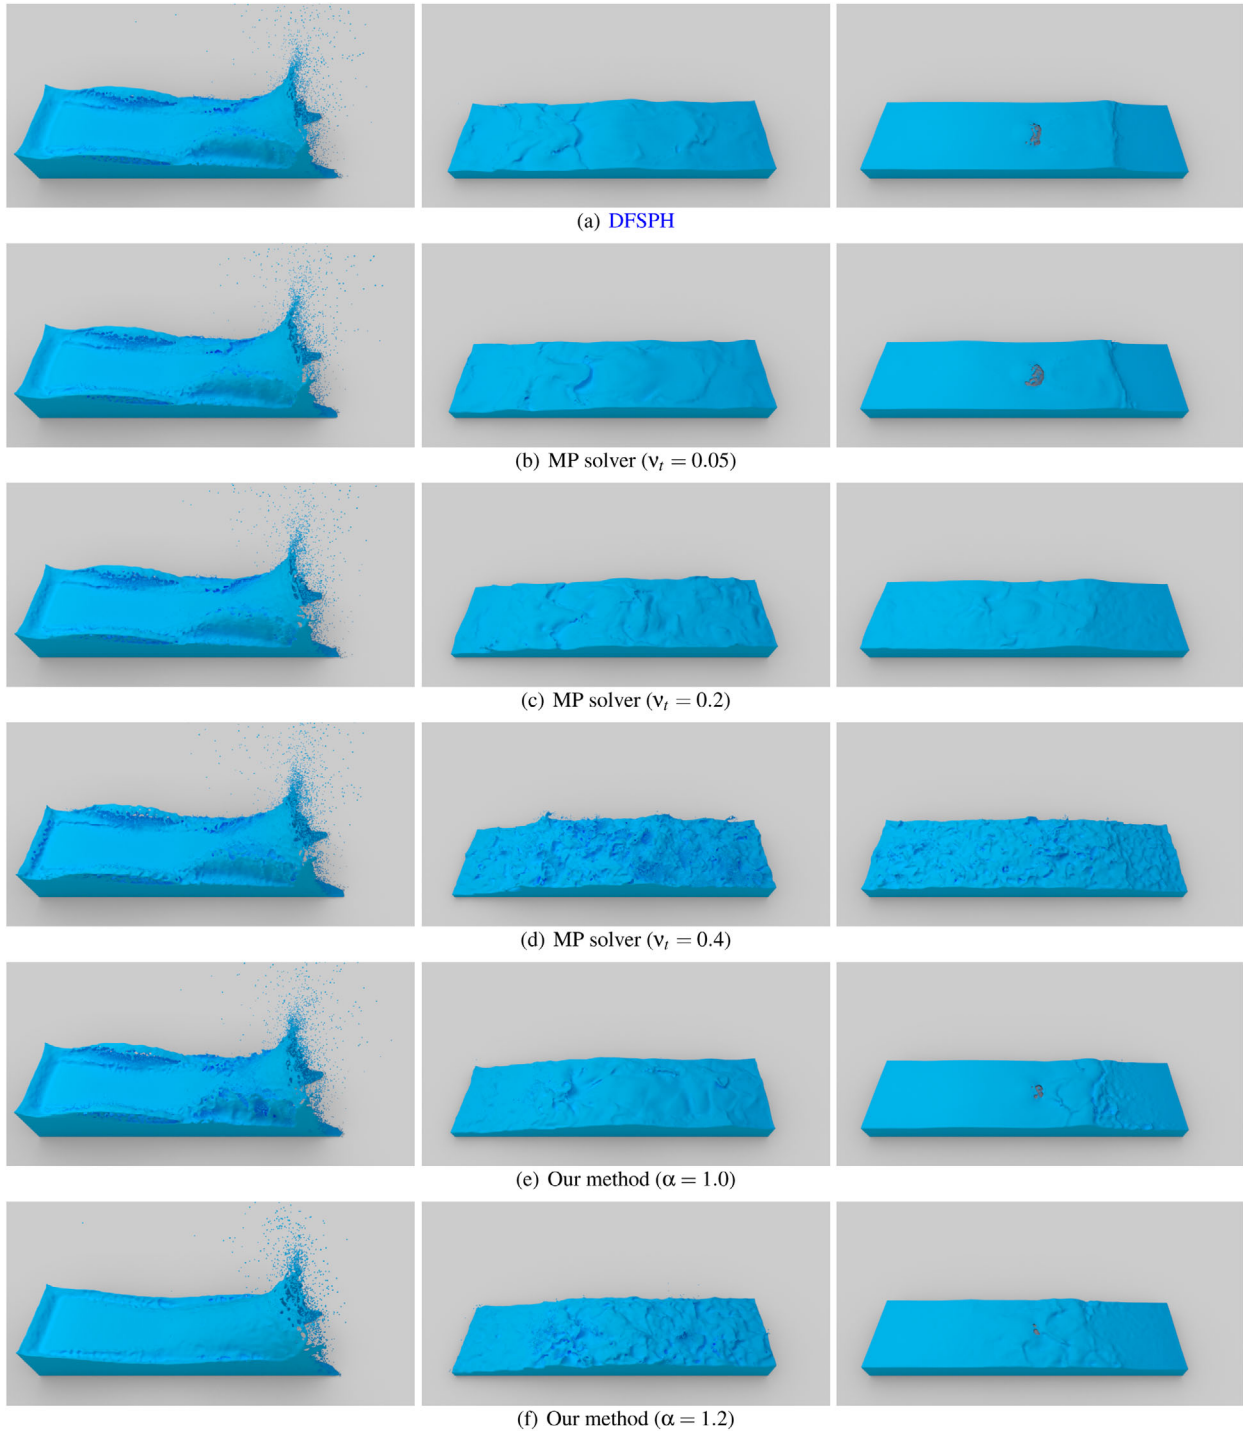 (a) DFSPH
(b) MP solver (νₜ = 0.05)
(c) MP solver (νₜ = 0.2)
(d) MP solver (νₜ = 0.4)
(e) Our method (α = 1.0)
(f) Our method (α = 1.2)